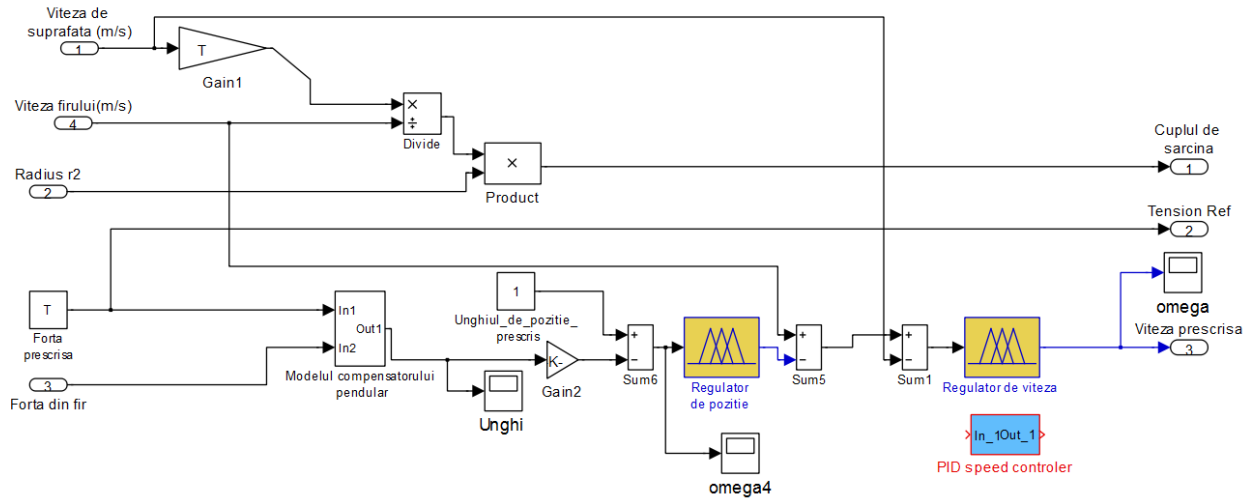 Viteza de
suprafata (m/s)
1
T
Gain1
Viteza firului(m/s)
4
×
÷
Divide
Radius r2
2
×
Product
Cuplul de
sarcina
1
Tension Ref
2
T
Forta
prescrisa
3
Forta din fir
In1
Out1
In2
Modelul compensatorului
pendular
Unghi
1
Unghiul_de_pozitie_
prescris
K-
Gain2
+
−
Sum6
omega4
Regulator
de pozitie
+
−
Sum5
+
−
Sum1
Regulator de viteza
omega
Viteza prescrisa
3
In_1Out_1
PID speed controler